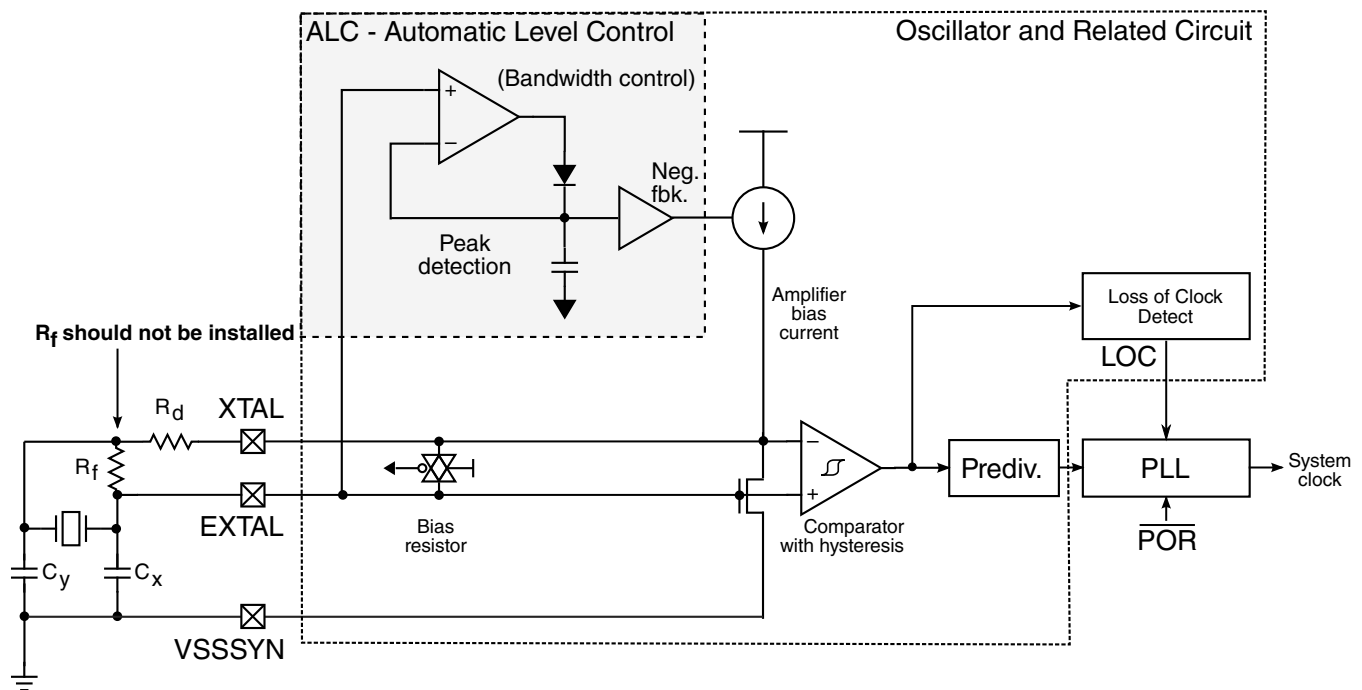 ALC - Automatic Level Control
Oscillator and Related Circuit
(Bandwidth control)
+
−
Neg.
fbk.
Peak
detection
Amplifier
bias
current
Loss of Clock
Detect
LOC
Rf should not be installed
Rd
XTAL
Rf
EXTAL
Bias
resistor
−
+
Comparator
with hysteresis
Prediv.
PLL
System
clock
POR
Cy
Cx
VSSSYN